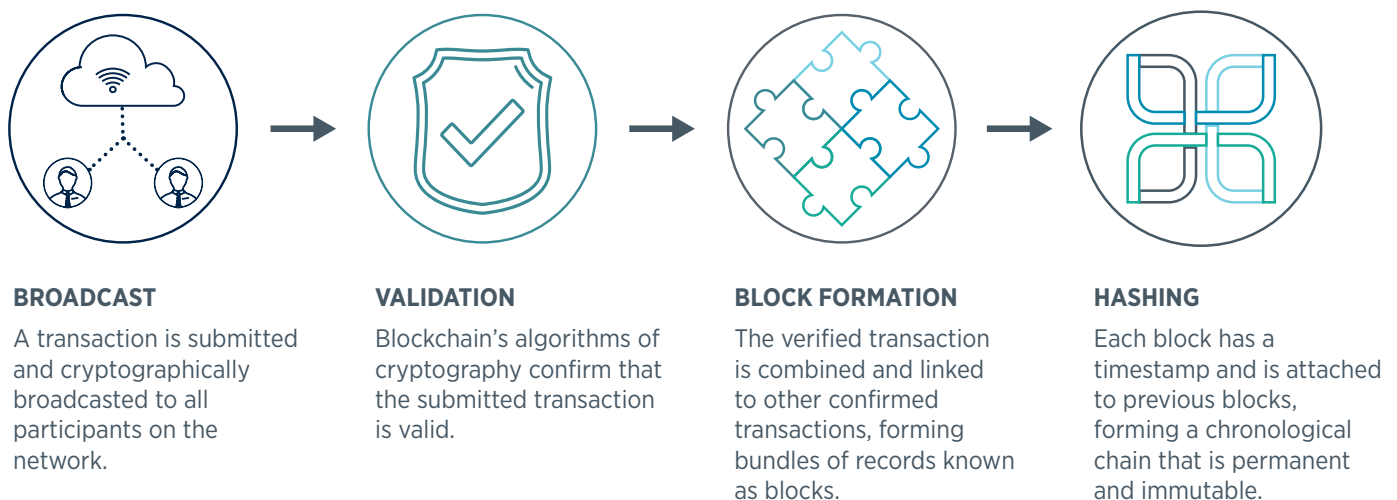 BROADCAST
A transaction is submitted
and cryptographically
broadcasted to all
participants on the
network.
VALIDATION
Blockchain’s algorithms of
cryptography confirm that
the submitted transaction
is valid.
BLOCK FORMATION
The verified transaction
is combined and linked
to other confirmed
transactions, forming
bundles of records known
as blocks.
HASHING
Each block has a
timestamp and is attached
to previous blocks,
forming a chronological
chain that is permanent
and immutable.